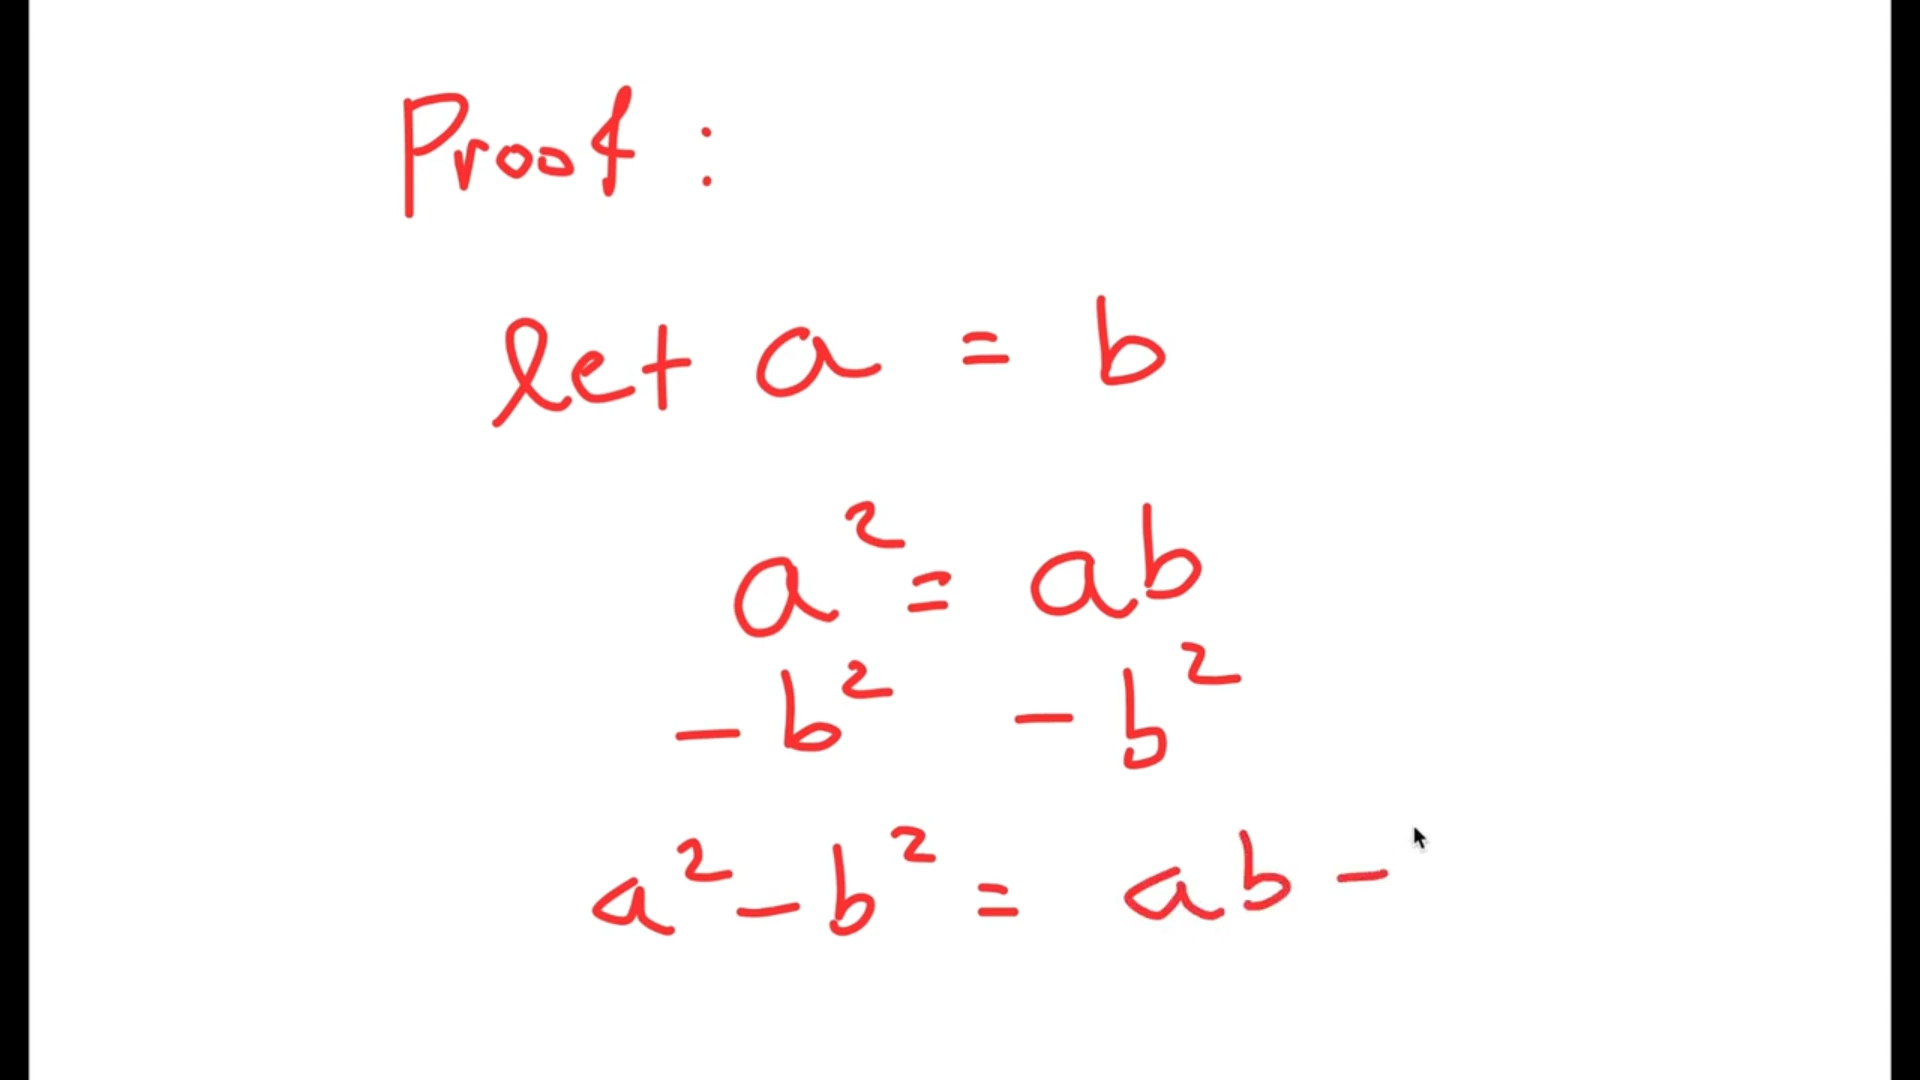 Proof :
let a = b
a² = ab
- b² - b²
a² - b² = ab -